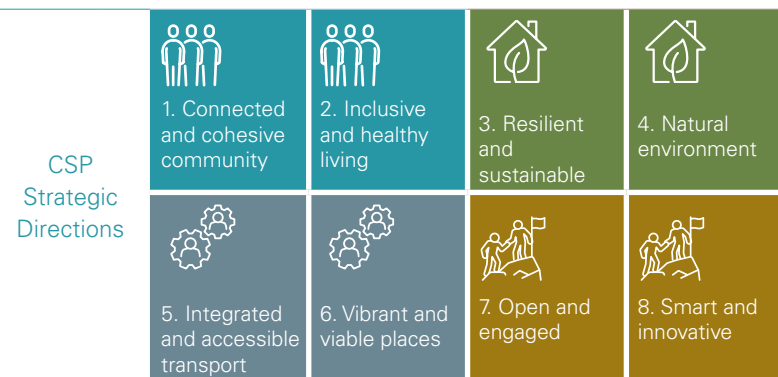 CSP
Strategic
Directions
1. Connected
and cohesive
community
2. Inclusive
and healthy
living
3. Resilient
and
sustainable
4. Natural
environment
5. Integrated
and accessible
transport
6. Vibrant and
viable places
7. Open and
engaged
8. Smart and
innovative